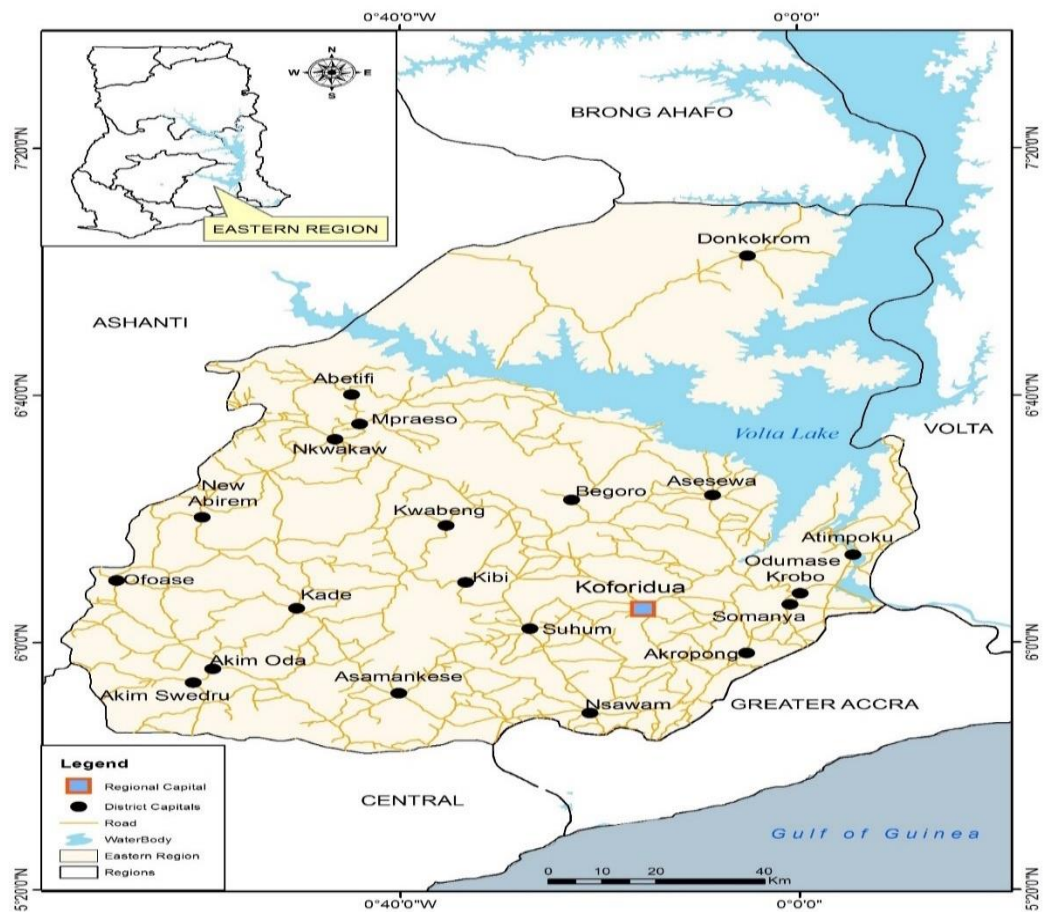 0°40'0"W
0°0'0"
N
W
E
S
EASTERN REGION
BRONG AHAFO
7°20'0"N
7°20'0"N
Donkokrom
ASHANTI
Abetifi
6°40'0"N
6°40'0"N
Mpraeso
Nkwakaw
Volta Lake
VOLTA
New
Abirem
Begoro
Asesewa
Kwabeng
Atimpoku
Odumase
Krobo
Ofoase
Kibi
Koforidua
Kade
Somanya
Suhum
6°0'0"N
6°0'0"N
Akropong
Akim Oda
Asamankese
Akim Swedru
Nsawam
GREATER ACCRA
Legend
Regional Capital
District Capitals
Road
WaterBody
Eastern Region
Regions
CENTRAL
Gulf of Guinea
0
10
20
40
Km
5°20'0"N
5°20'0"N
0°40'0"W
0°0'0"